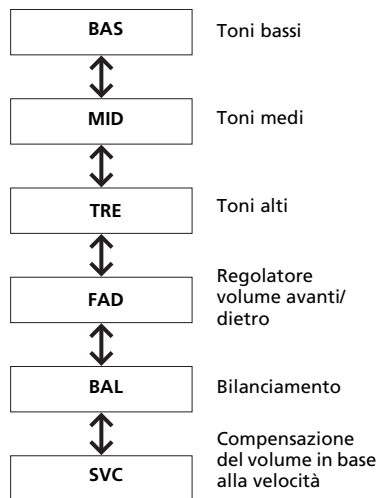 BAS Toni bassi
MID Toni medi
TRE Toni alti
Regolatore
volume avanti/
FAD
dietro
BAL Bilanciamento
Compensazione
del volume in base
SVC alla velocità